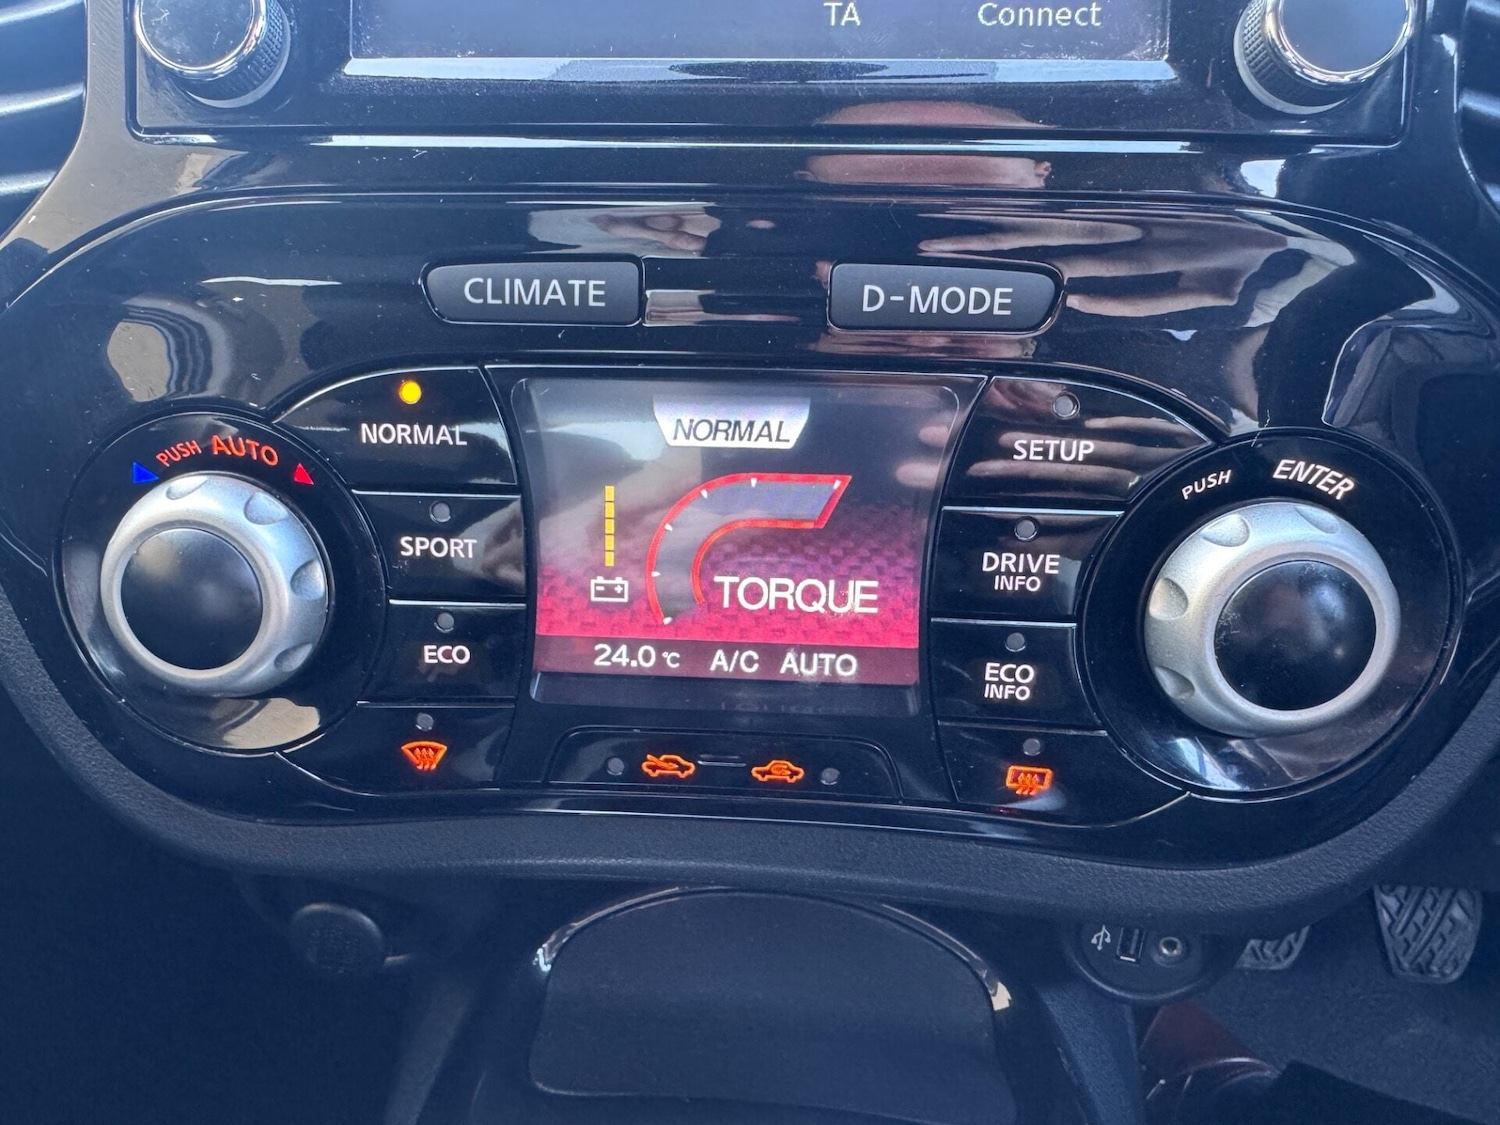 TA Connect
CLIMATE D-MODE
NORMAL
NORMAL
SETUP
PUSH AUTO
PUSH ENTER
SPORT
DRIVE
INFO
TORQUE
ECO
ECO
INFO
24.0 °C A/C AUTO